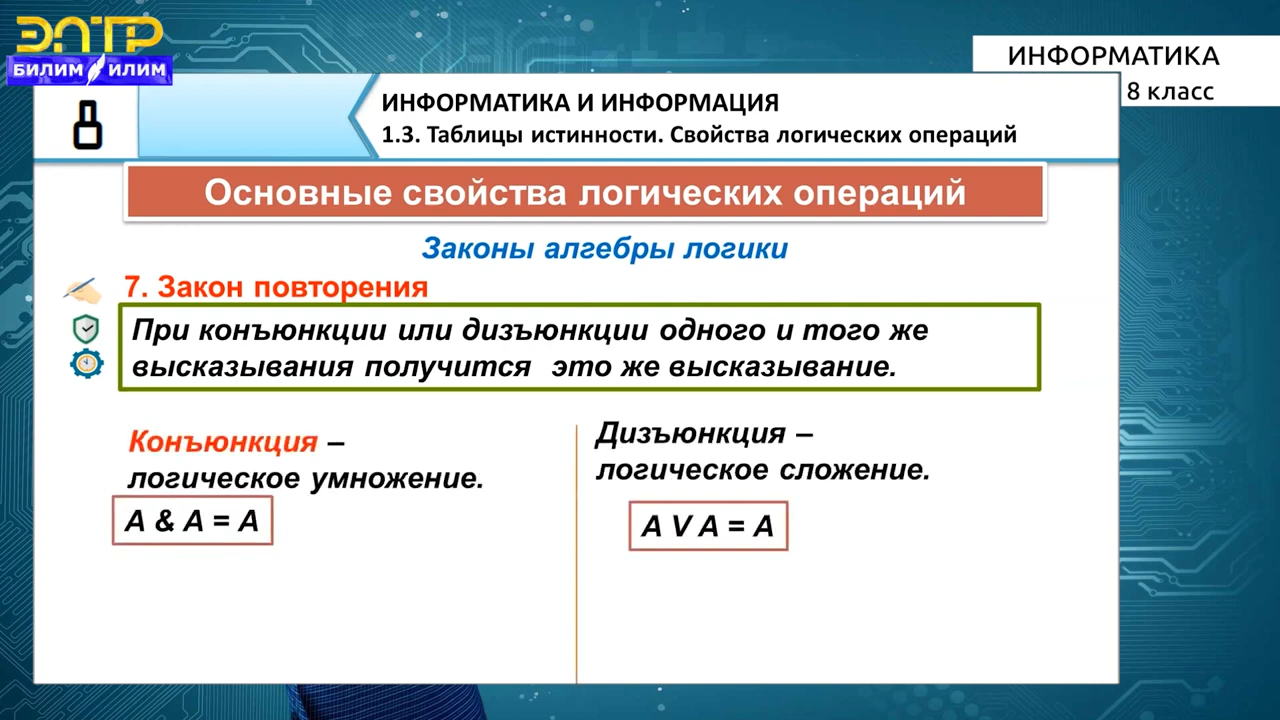 ЭЛТР
БИЛИМ ИЛИМ
ИНФОРМАТИКА
8 класс
8
ИНФОРМАТИКА И ИНФОРМАЦИЯ
1.3. Таблицы истинности. Свойства логических операций
Основные свойства логических операций
Законы алгебры логики
7. Закон повторения
При конъюнкции или дизъюнкции одного и того же
высказывания получится это же высказывание.
Конъюнкция –
логическое умножение.
A & A = A
Дизъюнкция –
логическое сложение.
A V A = A